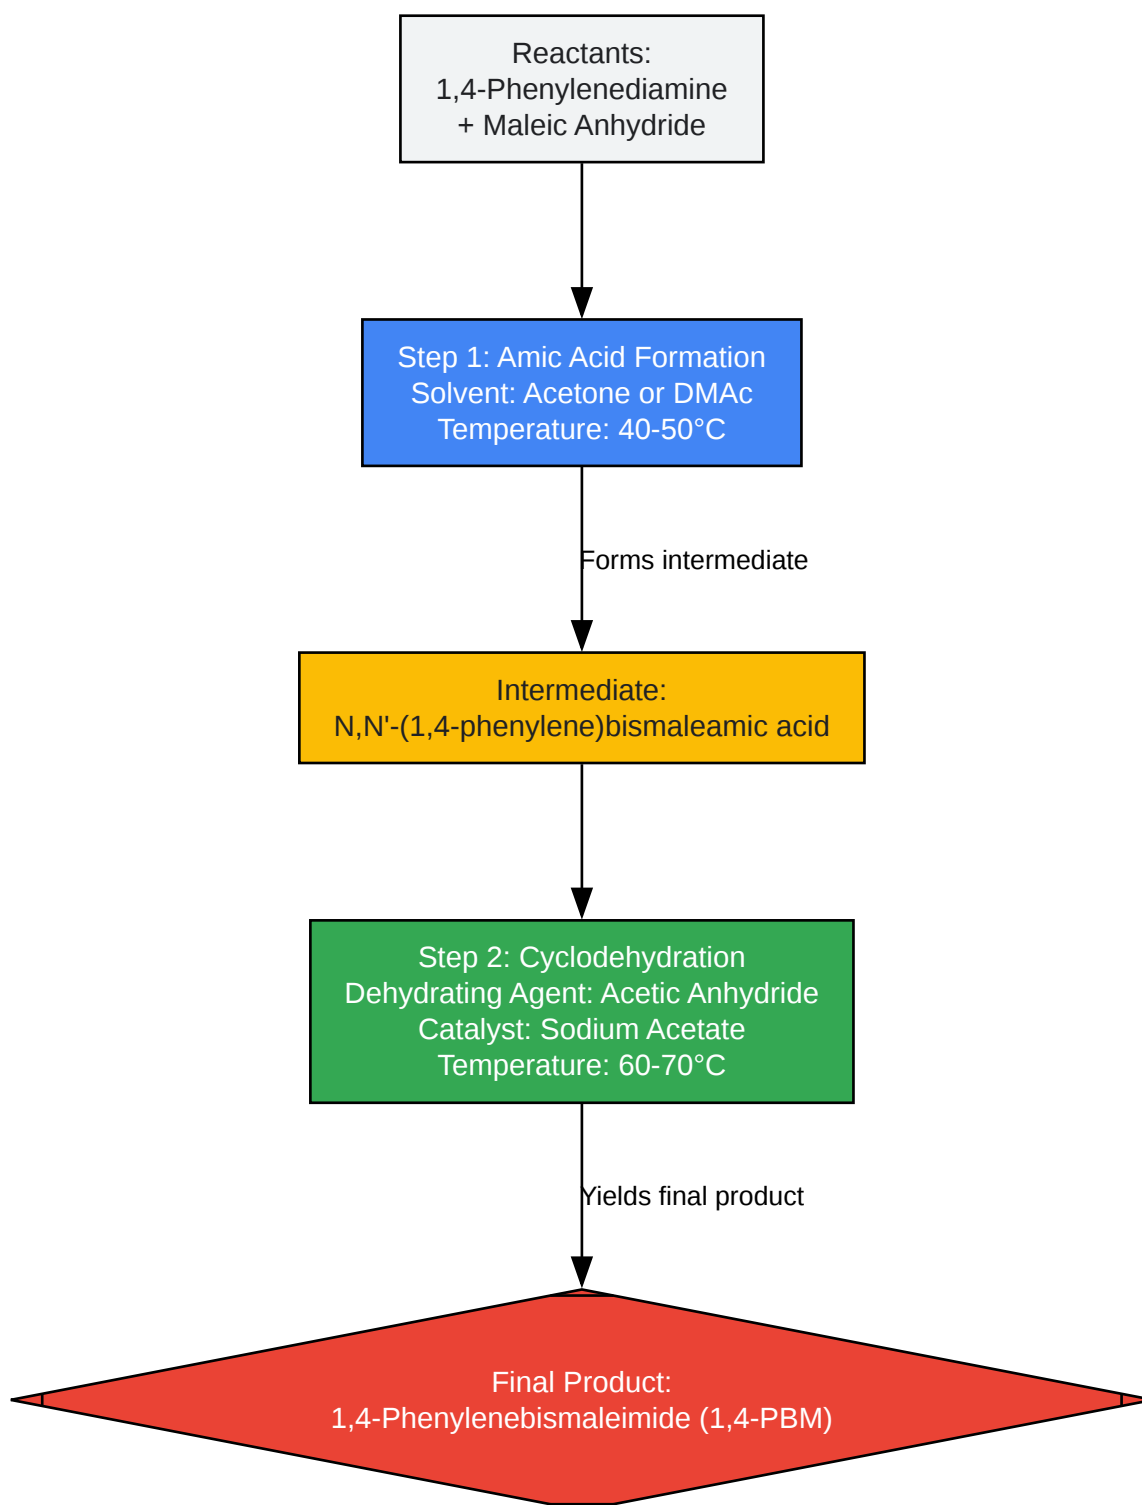 Reactants:
1,4-Phenylenediamine
+ Maleic Anhydride
Step 1: Amic Acid Formation
Solvent: Acetone or DMAc
Temperature: 40-50°C
Forms intermediate
Intermediate:
N,N'-(1,4-phenylene)bismaleamic acid
Step 2: Cyclodehydration
Dehydrating Agent: Acetic Anhydride
Catalyst: Sodium Acetate
Temperature: 60-70°C
Yields final product
Final Product:
1,4-Phenylenebismaleimide (1,4-PBM)